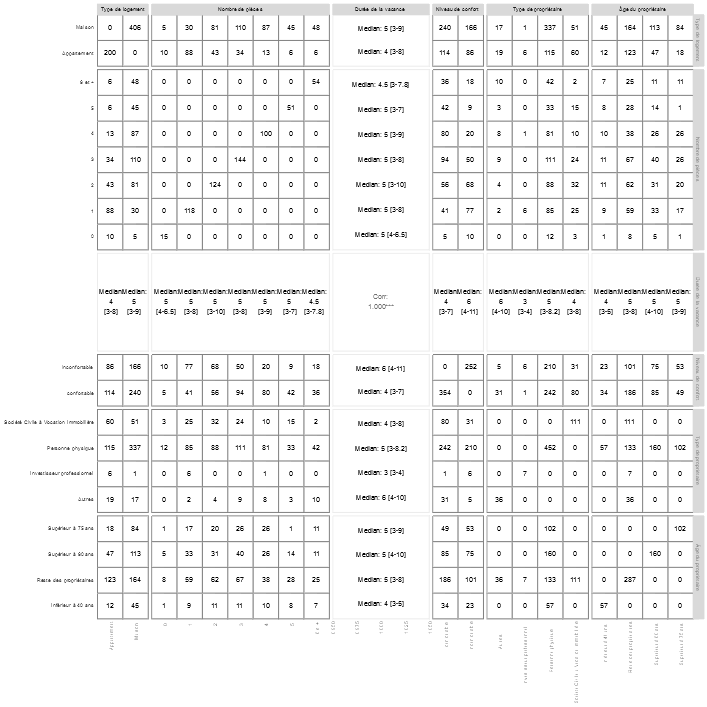 Type de logement Nombre de pièces Durée de la vacance Niveau de confort Type de propriétaire Âge du propriétaire
Maison 0 406 5 30 81 110 87 45 48 Median: 5 [3-9] 240 166 17 1 337 51 45 164 113 84
Appartement 200 0 10 88 43 34 13 6 6 Median: 4 [3-8] 114 86 19 6 115 60 12 123 47 18
Type de logement
6 et + 6 48 0 0 0 0 0 0 54 Median: 4.5 [3-7.8] 36 18 10 0 42 2 7 25 11 11
5 6 45 0 0 0 0 0 51 0 Median: 5 [3-7] 42 9 3 0 33 15 8 28 14 1
4 13 87 0 0 0 0 100 0 0 Median: 5 [3-9] 80 20 8 1 81 10 10 38 26 26
3 34 110 0 0 0 144 0 0 0 Median: 5 [3-8] 94 50 9 0 111 24 11 67 40 26
2 43 81 0 0 124 0 0 0 0 Median: 5 [3-10] 56 68 4 0 88 32 11 62 31 20
1 88 30 0 118 0 0 0 0 0 Median: 5 [3-8] 41 77 2 6 85 25 9 59 33 17
0 10 5 15 0 0 0 0 0 0 Median: 5 [4-6.5] 5 10 0 0 12 3 1 8 5 1
Nombre de pièces
Median: Median: Median: Median: Median: Median: Median: Median: Median: Median: Median: Median: Median: Median: Median: Median: Median: Median: Median:
4 5 5 5 5 5 5 5 4.5 Corr: 4 6 6 3 5 4 4 5 5 5
[3-8] [3-9] [4-6.5] [3-8] [3-10] [3-8] [3-9] [3-7] [3-7.8] 1.000*** [3-7] [4-11] [4-10] [3-4] [3-8.2] [3-8] [3-5] [3-8] [4-10] [3-9]
Durée de la vacance
inconfortable 86 166 10 77 68 50 20 9 18 Median: 6 [4-11] 0 252 5 6 210 31 23 101 75 53
confortable 114 240 5 41 56 94 80 42 36 Median: 4 [3-7] 354 0 31 1 242 80 34 186 85 49
Niveau de confort
Société Civile à Vocation Immobilière 60 51 3 25 32 24 10 15 2 Median: 4 [3-8] 80 31 0 0 0 111 0 111 0 0
Personne physique 115 337 12 85 88 111 81 33 42 Median: 5 [3-8.2] 242 210 0 0 452 0 57 133 160 102
Investisseur professionnel 6 1 0 6 0 0 1 0 0 Median: 3 [3-4] 1 6 0 7 0 0 0 7 0 0
Autres 19 17 0 2 4 9 8 3 10 Median: 6 [4-10] 31 5 36 0 0 0 0 36 0 0
Type de propriétaire
Supérieur à 75 ans 18 84 1 17 20 26 26 1 11 Median: 5 [3-9] 49 53 0 0 102 0 0 0 0 102
Supérieur à 60 ans 47 113 5 33 31 40 26 14 11 Median: 5 [4-10] 85 75 0 0 160 0 0 0 160 0
Reste des propriétaires 123 164 8 59 62 67 38 28 25 Median: 5 [3-8] 186 101 36 7 133 111 0 287 0 0
Inférieur à 40 ans 12 45 1 9 11 11 10 8 7 Median: 4 [3-5] 34 23 0 0 57 0 57 0 0 0
Âge du propriétaire
Appartement Maison 0 1 2 3 4 5 6 et +